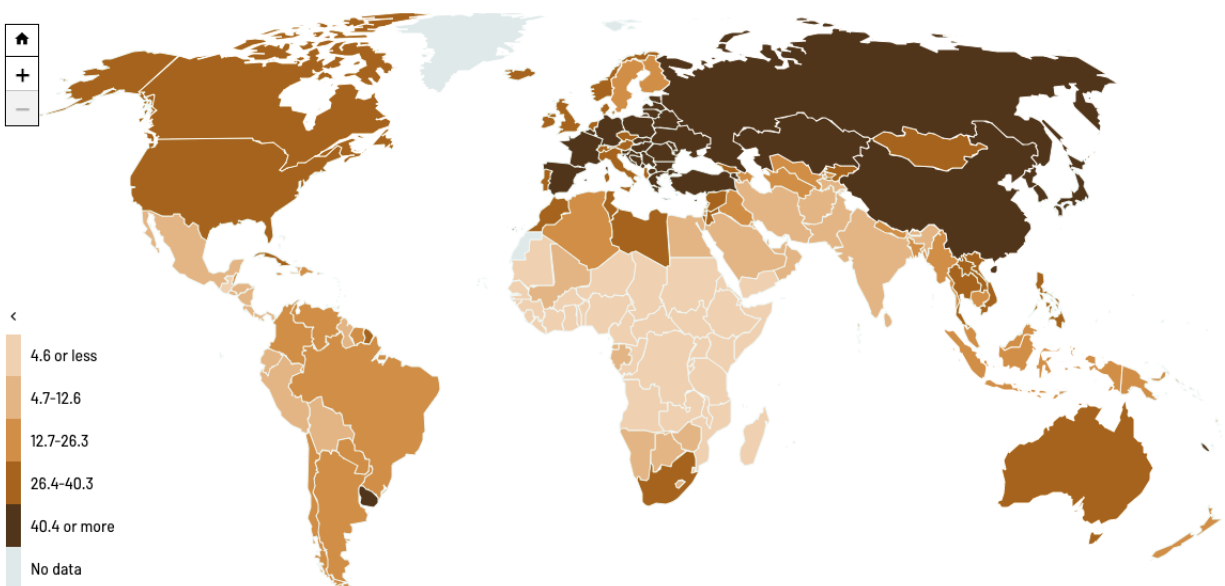 +
−
<
4.6 or less
4.7-12.6
12.7-26.3
26.4-40.3
40.4 or more
No data